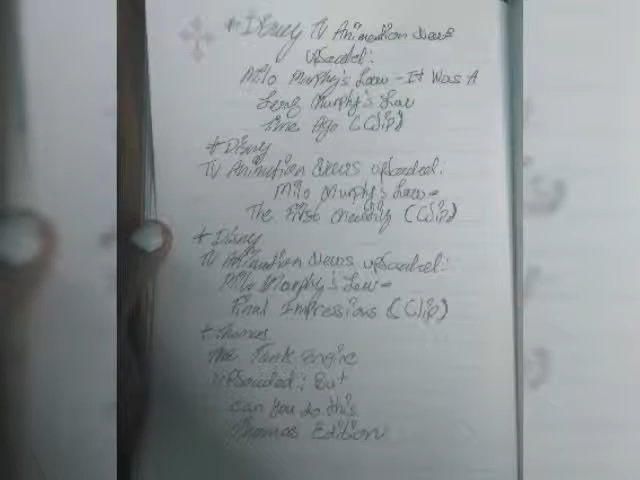 * Disney TV Animation News
uploaded:
Milo Murphy's Law - It Was A
Long Murphy's Law
Time Ago (Clip)
* Disney
TV Animation News uploaded:
Milo Murphy's Law -
The First (Clip)
* Disney
TV Animation News uploaded:
Milo Murphy's Law -
Final Impressions (Clip)
* Thomas
The Tank Engine
uploaded: But
can you do this
Thomas Edition